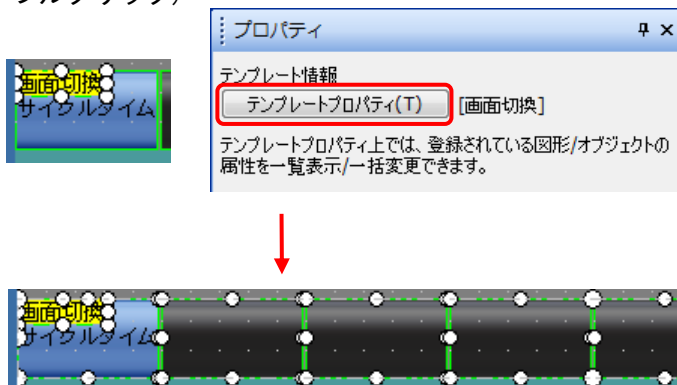 プロパティ
画面切換
サイクルタイム
テンプレート情報
テンプレートプロパティ(T) [画面切換]
テンプレートプロパティ上では、登録されている図形/オブジェクトの
属性を一覧表示/一括変更できます。
画面切換
サイクルタイム